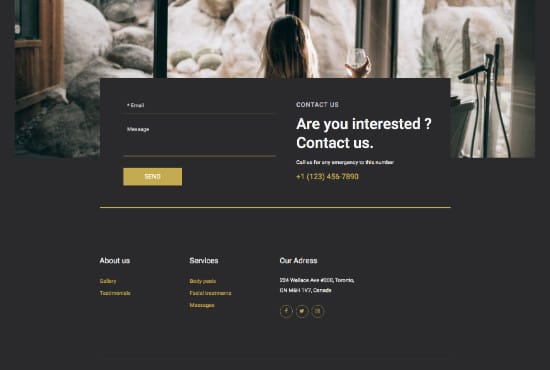 * Email
Message
SEND
CONTACT US
Are you interested ?
Contact us.
Call us for any emergency to this number
+1 (123) 456-7890
About us
Gallery
Testimonials
Services
Body peels
Facial treatments
Massages
Our Adress
224 Wallace Ave #200, Toronto,
ON M6H 1V7, Canada